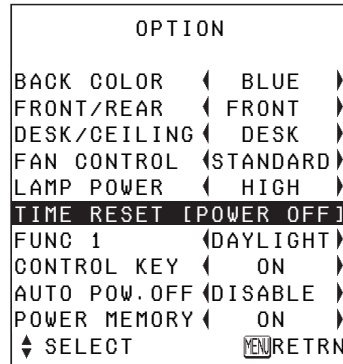 OPTION
BACK COLOR BLUE
FRONT/REAR FRONT
DESK/CEILING DESK
FAN CONTROL STANDARD
LAMP POWER HIGH
TIME RESET [POWER OFF]
FUNC 1 DAYLIGHT
CONTROL KEY ON
AUTO POW.OFF DISABLE
POWER MEMORY ON
SELECT MENU RETRN